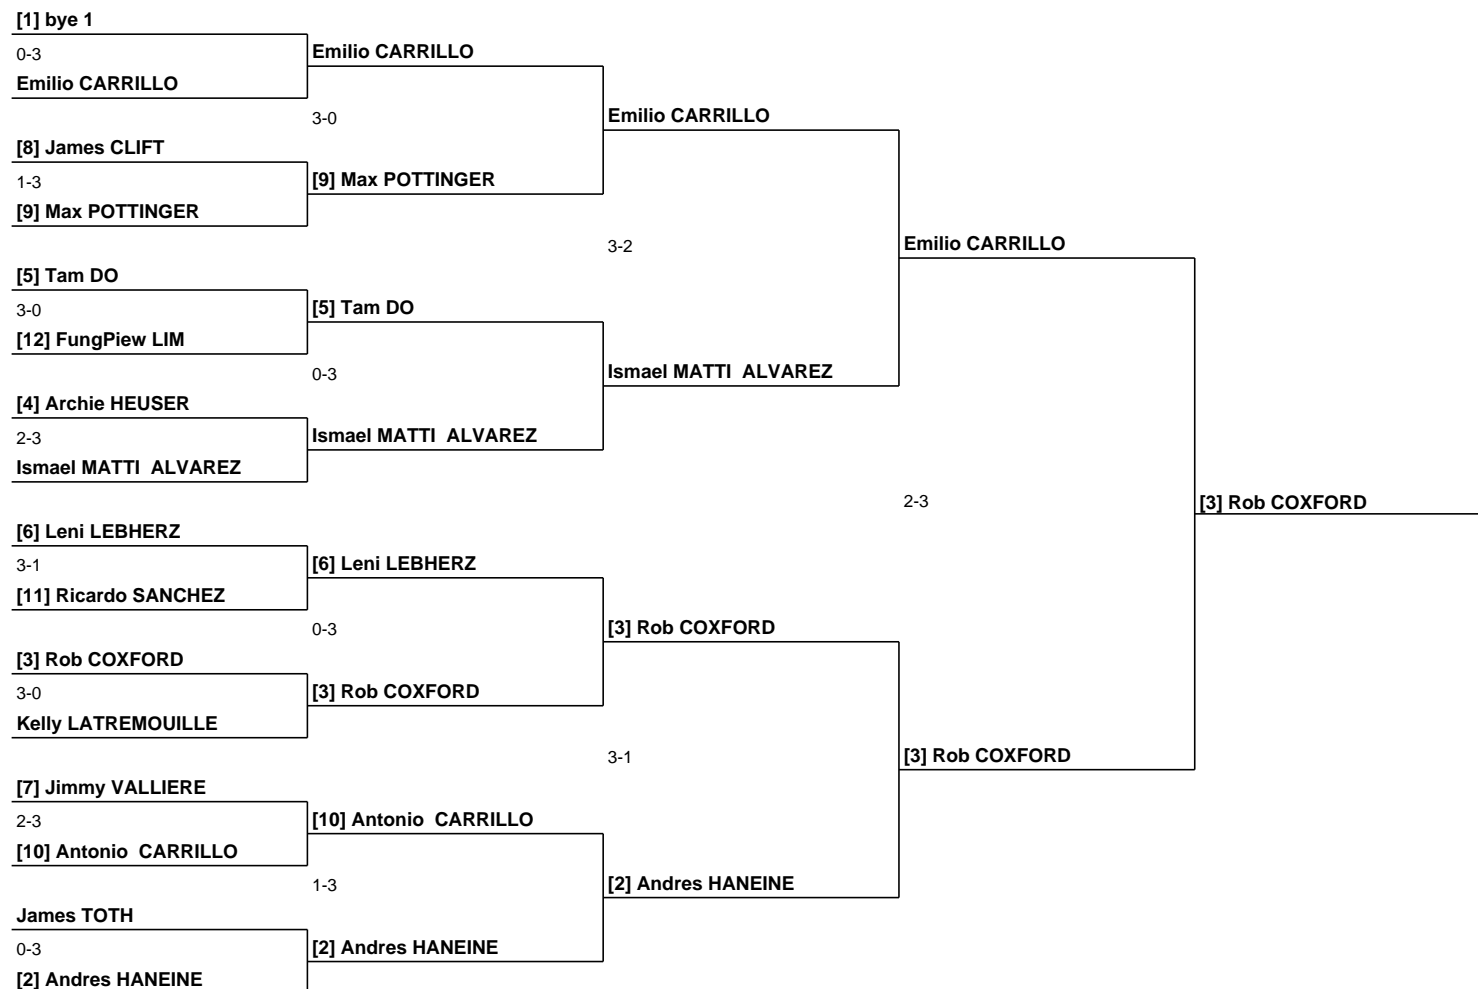 [1] bye 1
0-3
Emilio CARRILLO
Emilio CARRILLO
3-0
Emilio CARRILLO
[8] James CLIFT
1-3
[9] Max POTTINGER
[9] Max POTTINGER
3-2
Emilio CARRILLO
[5] Tam DO
3-0
[5] Tam DO
[12] FungPiew LIM
0-3
Ismael MATTI  ALVAREZ
[4] Archie HEUSER
2-3
Ismael MATTI  ALVAREZ
Ismael MATTI  ALVAREZ
2-3
[3] Rob COXFORD
[6] Leni LEBHERZ
3-1
[6] Leni LEBHERZ
[11] Ricardo SANCHEZ
0-3
[3] Rob COXFORD
[3] Rob COXFORD
3-0
[3] Rob COXFORD
Kelly LATREMOUILLE
3-1
[3] Rob COXFORD
[7] Jimmy VALLIERE
2-3
[10] Antonio  CARRILLO
[10] Antonio  CARRILLO
1-3
[2] Andres HANEINE
James TOTH
0-3
[2] Andres HANEINE
[2] Andres HANEINE